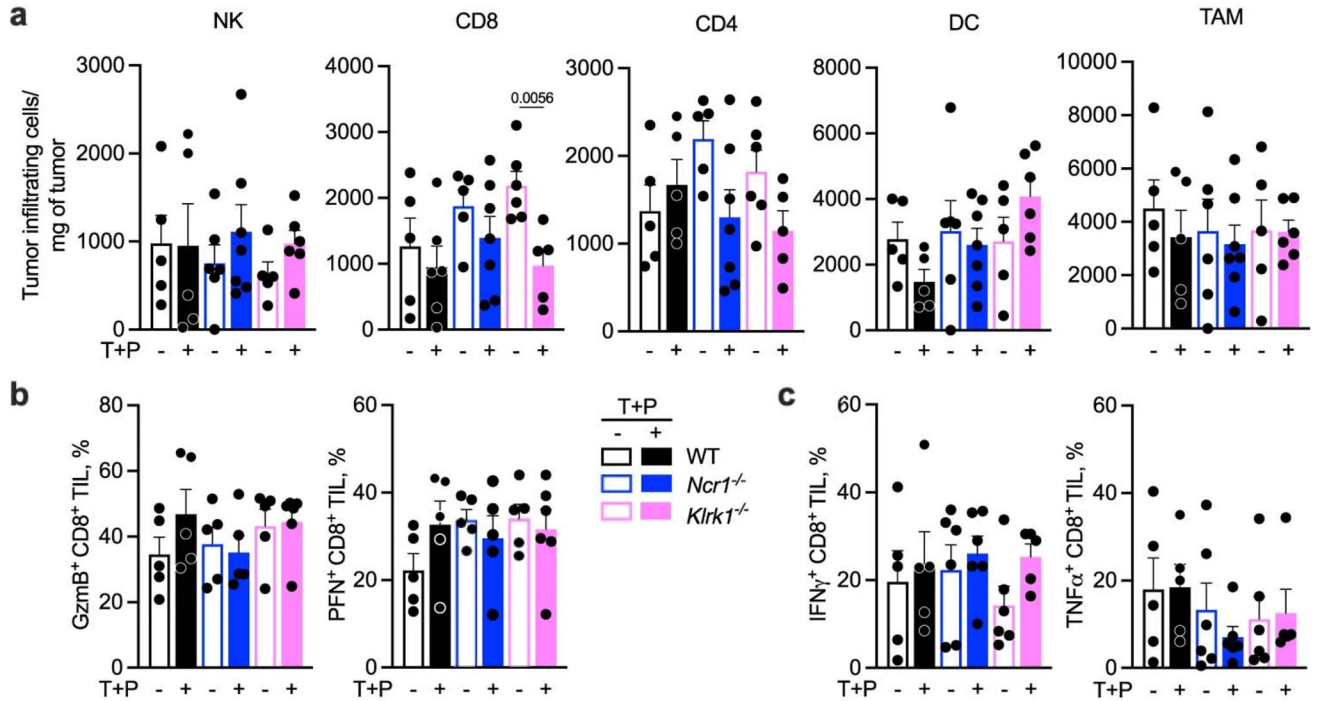 a
NK CD8 CD4 DC TAM
Tumor infiltrating cells/
mg of tumor
3000
2000
1000
0
4000
3000
2000
1000
0
0.0056
3000
2000
1000
0
8000
6000
4000
2000
0
10000
8000
6000
4000
2000
0
T+P - + - + - + - + - + - + - + - + - + - + - + - + - + - + - +
b
GzmB⁺ CD8⁺ TIL, %
80
60
40
20
0
T+P - + - + - +
PFN⁺ CD8⁺ TIL, %
60
40
20
0
- + - + - +
T+P
- +
WT
Ncr1⁻/⁻
Klrk1⁻/⁻
c
IFNγ⁺ CD8⁺ TIL, %
60
40
20
0
T+P - + - + - +
TNFα⁺ CD8⁺ TIL, %
60
40
20
0
T+P - + - + - +